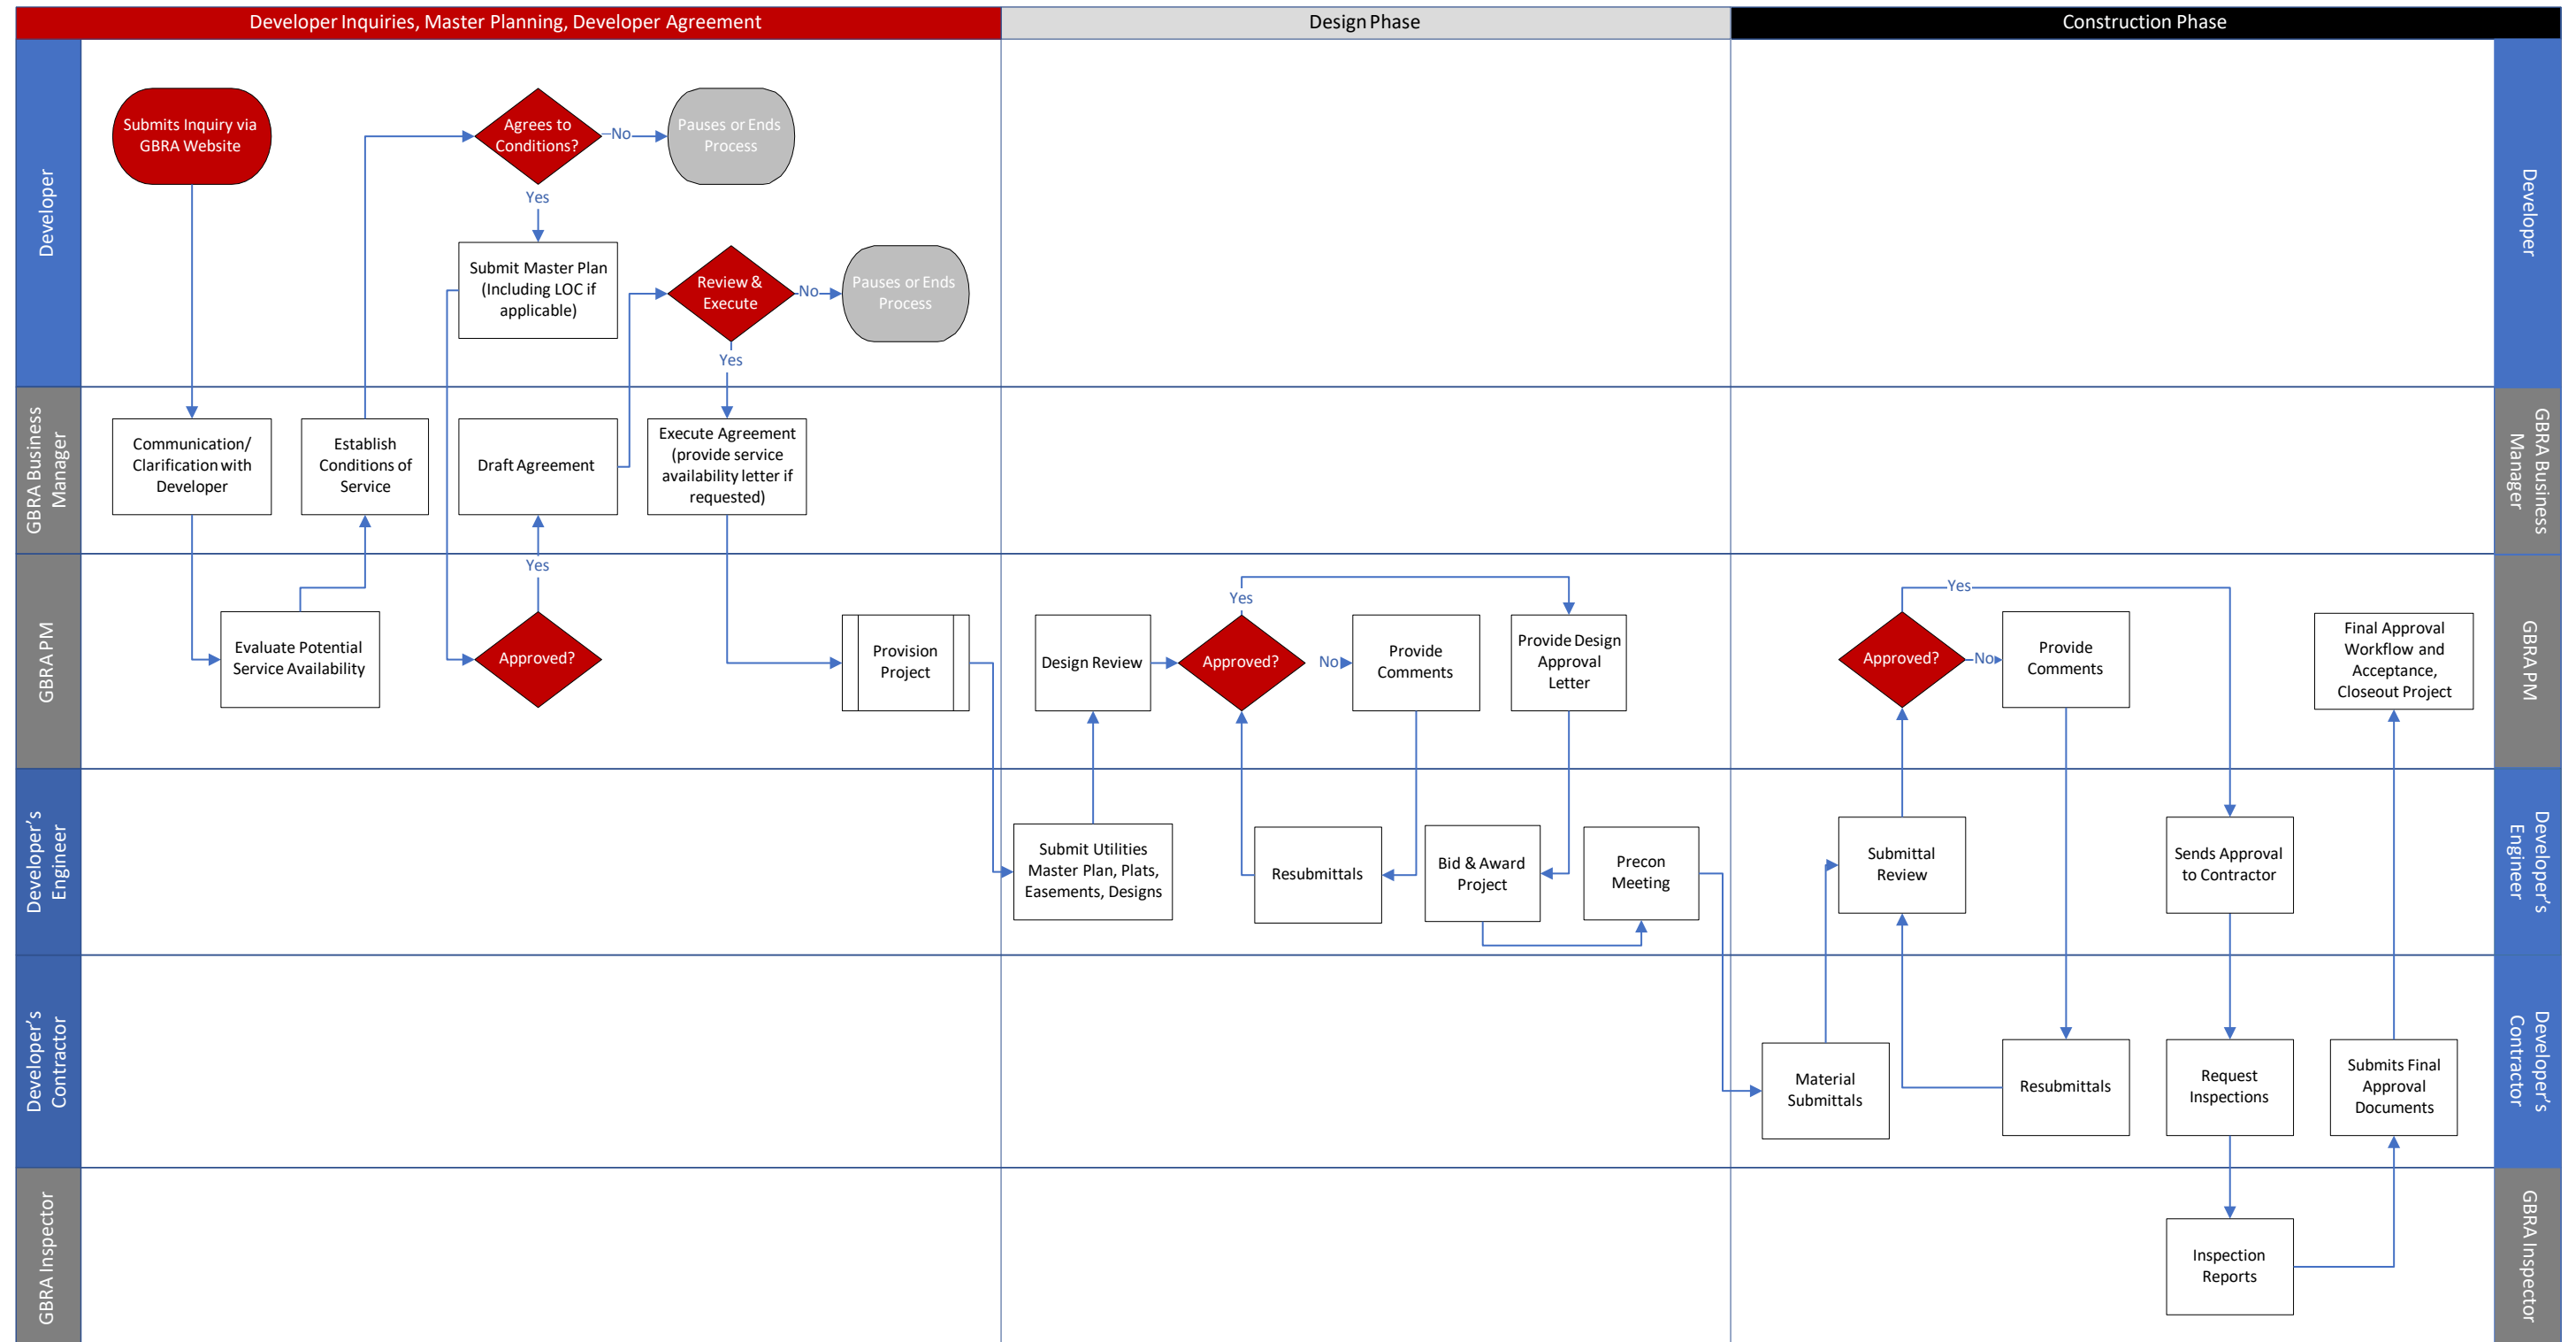 Developer Inquiries, Master Planning, Developer Agreement
Design Phase
Construction Phase
Developer
Submits Inquiry via
GBRA Website
Agrees to
Conditions?
No
Pauses or Ends
Process
Yes
Submit Master Plan
(Including LOC if
applicable)
Review &
Execute
No
Pauses or Ends
Process
Yes
Developer
GBRA Business
Manager
Communication/
Clarification with
Developer
Establish
Conditions of
Service
Draft Agreement
Execute Agreement
(provide service
availability letter if
requested)
GBRA Business
Manager
GBRA PM
Evaluate Potential
Service Availability
Yes
Approved?
Provision
Project
Design Review
Yes
Approved?
No
Provide
Comments
Provide Design
Approval
Letter
Yes
Approved?
No
Provide
Comments
Final Approval
Workflow and
Acceptance,
Closeout Project
GBRA PM
Developer's
Engineer
Submit Utilities
Master Plan, Plats,
Easements, Designs
Resubmittals
Bid & Award
Project
Precon
Meeting
Submittal
Review
Sends Approval
to Contractor
Developer's
Engineer
Developer's
Contractor
Material
Submittals
Resubmittals
Request
Inspections
Submits Final
Approval
Documents
Developer's
Contractor
GBRA Inspector
Inspection
Reports
GBRA Inspector